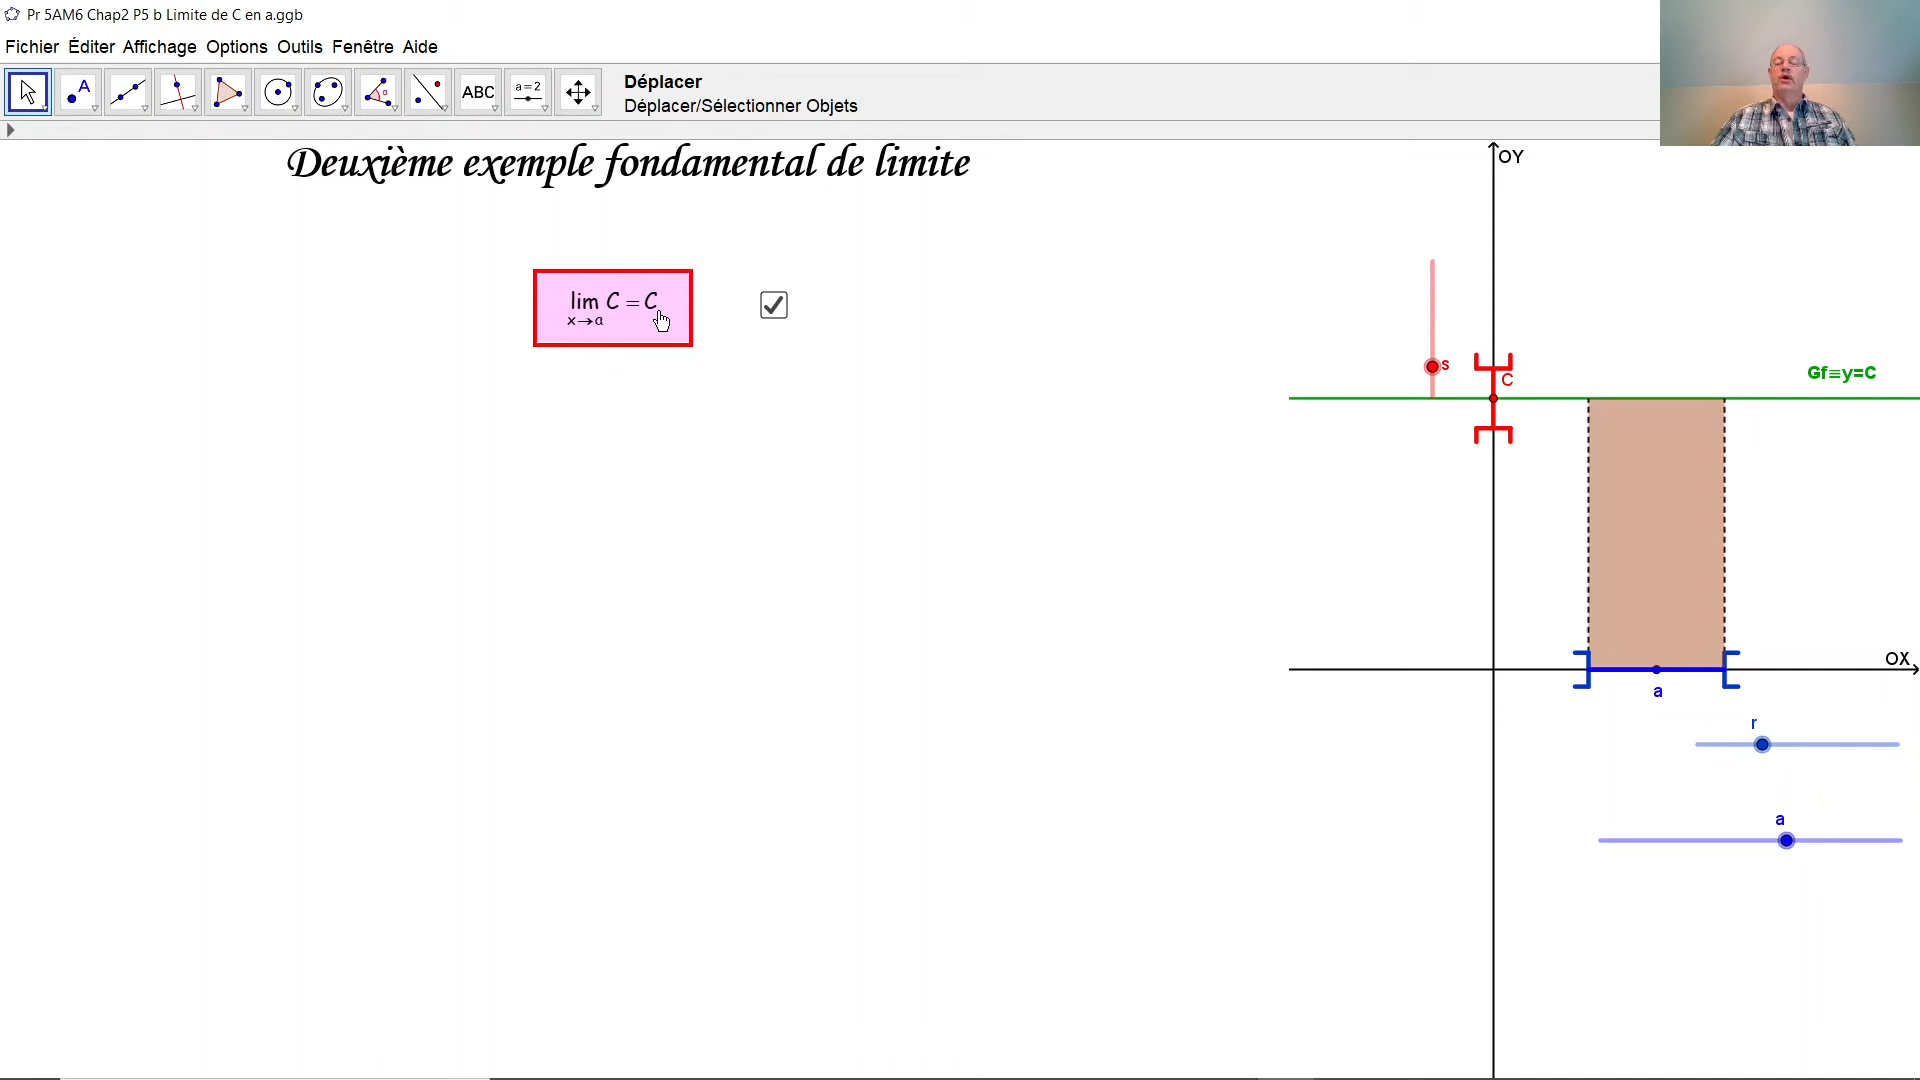 Pr 5AM6 Chap2 P5 b Limite de C en a.ggb
Fichier Éditer Affichage Options Outils Fenêtre Aide
A
α
ABC
a=2
Déplacer
Déplacer/Sélectionner Objets
Deuxième exemple fondamental de limite
OY
lim C = C
x→a
s
C
Gf≡y=C
OX
a
r
a